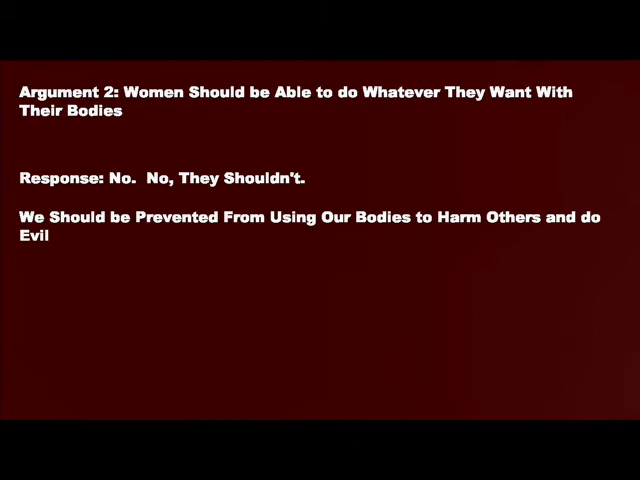 Argument 2: Women Should be Able to do Whatever They Want With
Their Bodies
Response: No.  No, They Shouldn't.
We Should be Prevented From Using Our Bodies to Harm Others and do
Evil